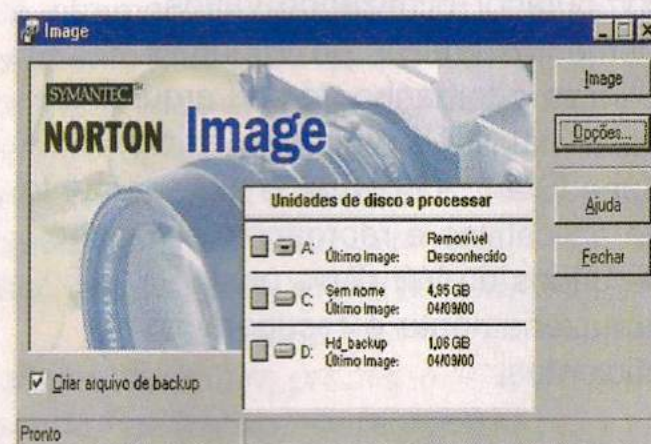 Image
SYMANTEC.
NORTON Image
Unidades de disco a processar
A: Removível
Último Image: Desconhecido
C: Sem nome 4,95 GB
Último Image: 04/09/00
D: Hd_backup 1,06 GB
Último Image: 04/09/00
Criar arquivo de backup
Pronto
Image
Opções...
Ajuda
Fechar